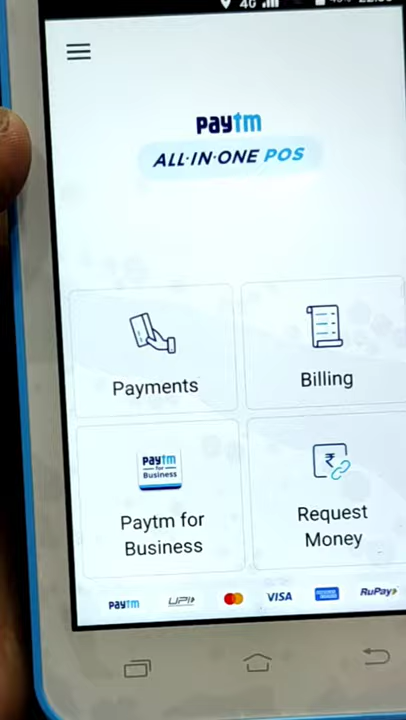 4G
paytm
ALL·IN·ONE POS
Payments
Billing
paytm
for
Business
Paytm for
Business
Request
Money
₹
paytm UPI VISA RuPay